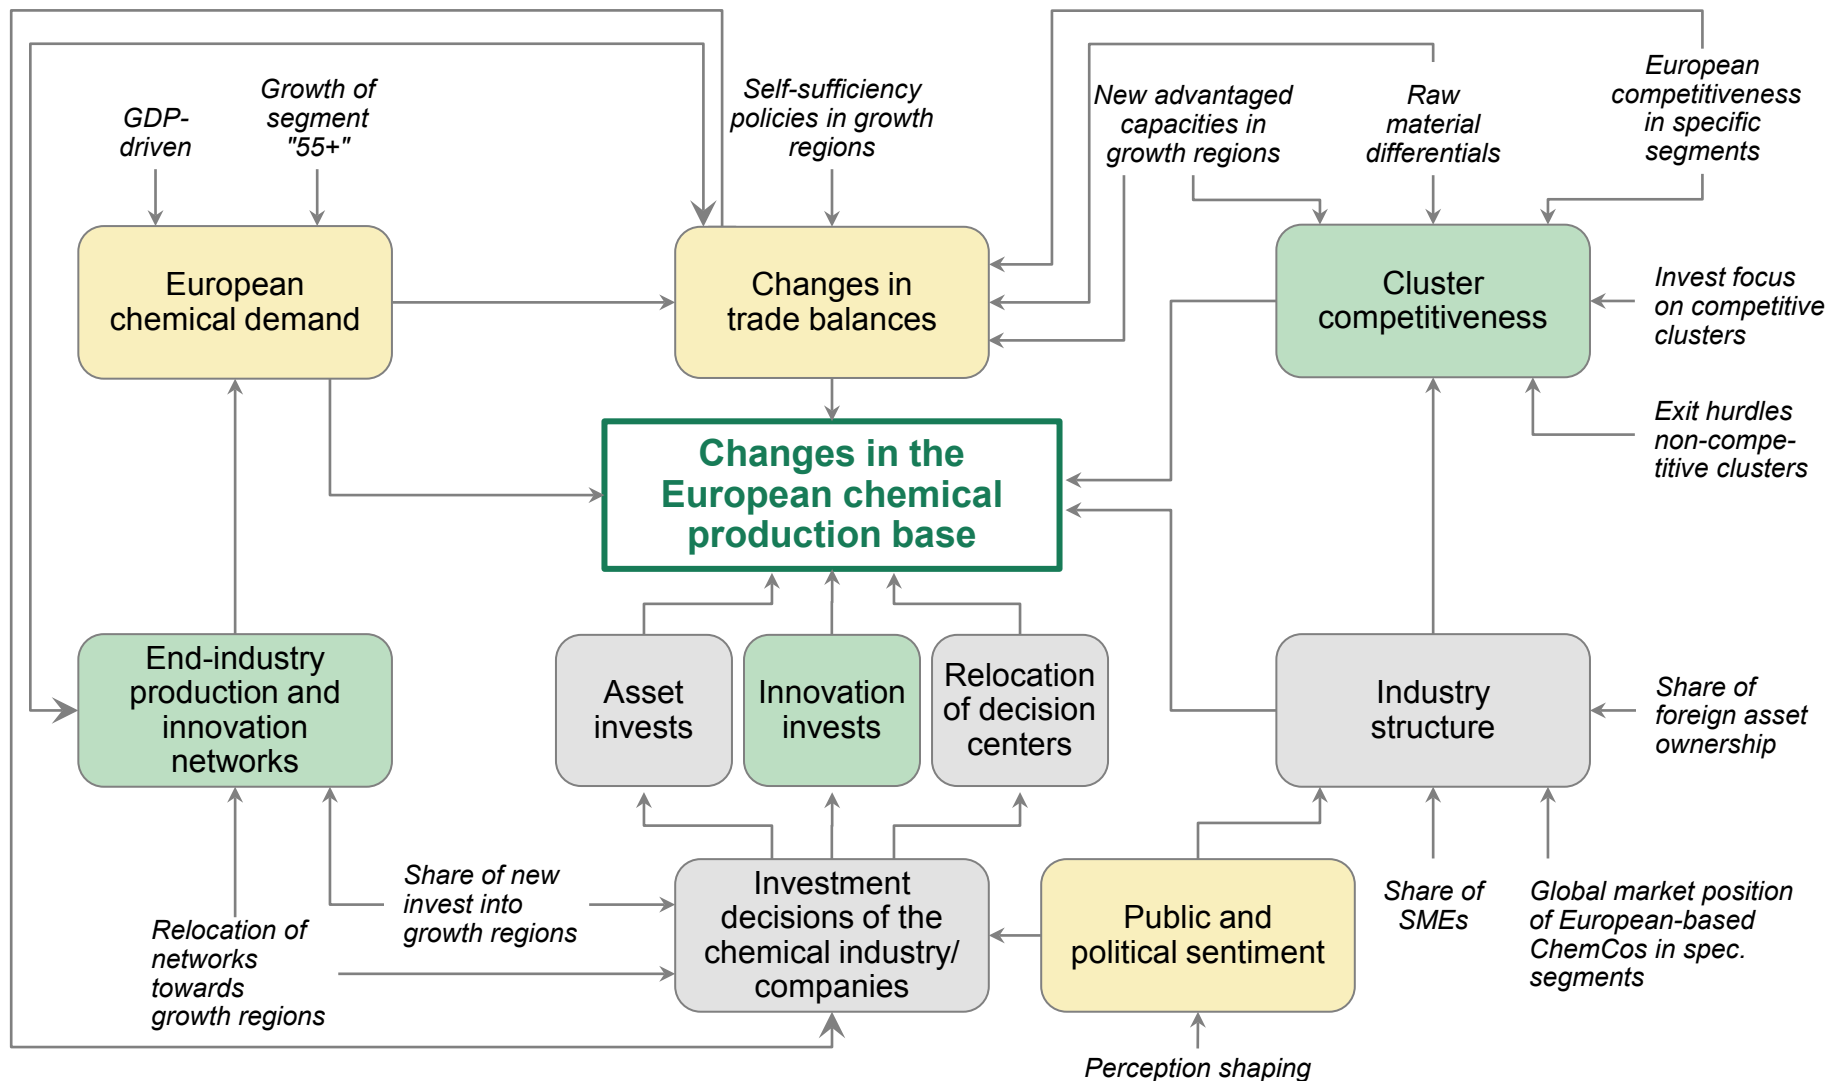 GDP-
driven
Growth of
segment
"55+"
Self-sufficiency
policies in growth
regions
New advantaged
capacities in
growth regions
Raw
material
differentials
European
competitiveness
in specific
segments
European
chemical demand
Changes in
trade balances
Cluster
competitiveness
Invest focus
on competitive
clusters
Exit hurdles
non-compe-
titive clusters
Changes in the
European chemical
production base
End-industry
production and
innovation
networks
Asset
invests
Innovation
invests
Relocation
of decision
centers
Industry
structure
Share of
foreign asset
ownership
Relocation of
networks
towards
growth regions
Share of new
invest into
growth regions
Investment
decisions of the
chemical industry/
companies
Public and
political sentiment
Share of
SMEs
Global market position
of European-based
ChemCos in spec.
segments
Perception shaping